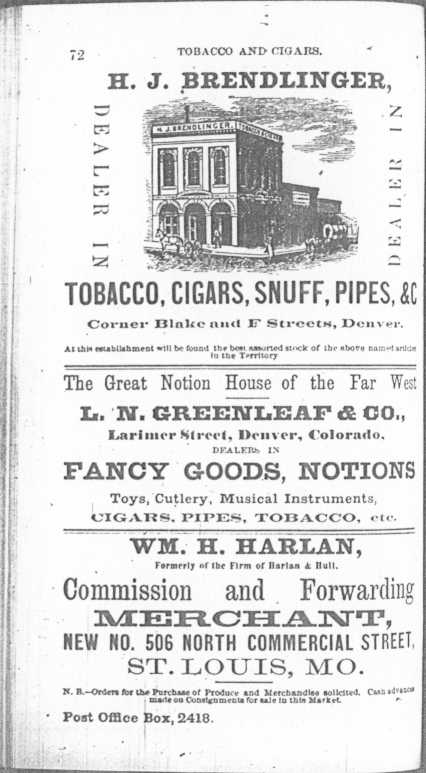 72 TOBACCO AND CIGARS.
H. J. BRENDLINGER,
DEALER IN
H. J. BRENDLINGER.
DEALER IN
TOBACCO, CIGARS, SNUFF, PIPES, &C
Corner Blake and F Streets, Denver.
At this establishment will be found the best assorted stock of the above named article
in the Territory
The Great Notion House of the Far West
L. N. GREENLEAF & CO.,
Larimer Street, Denver, Colorado,
DEALERS IN
FANCY GOODS, NOTIONS
Toys, Cutlery, Musical Instruments,
CIGARS, PIPES, TOBACCO, etc.
WM. H. HARLAN,
Formerly of the Firm of Harlan & Hull.
Commission and Forwarding
MERCHANT,
NEW NO. 506 NORTH COMMERCIAL STREET,
ST. LOUIS, MO.
N. B.—Orders for the Purchase of Produce and Merchandise solicited. Cash advances
made on Consignments for sale in this Market.
Post Office Box, 2418.